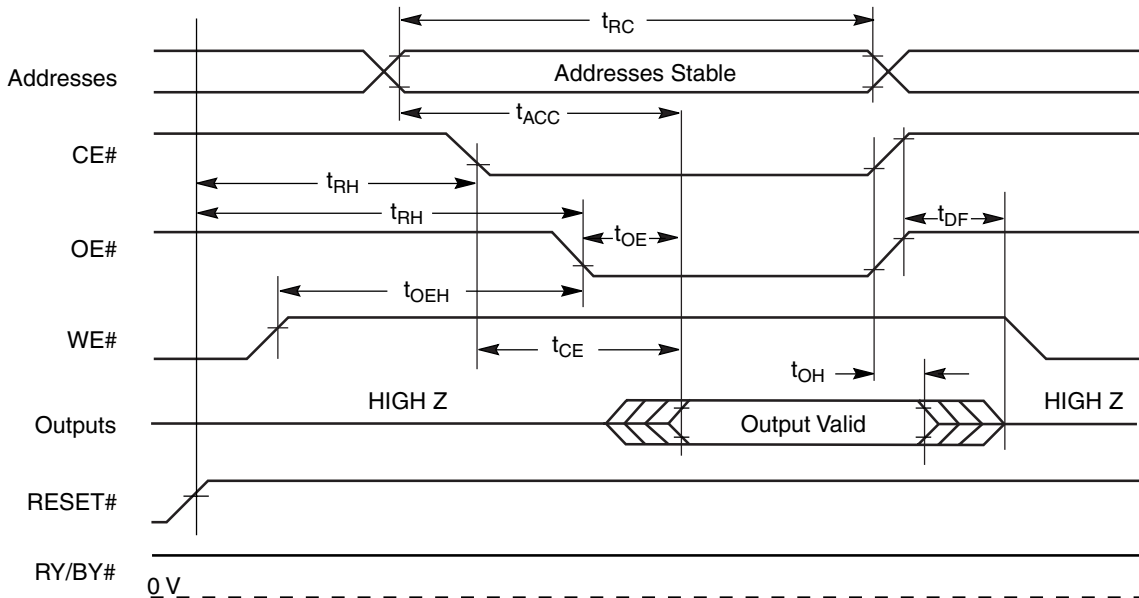 tRC
Addresses
Addresses Stable
tACC
CE#
tRH
tRH
tDF
OE#
tOE
tOEH
WE#
tCE
tOH
HIGH Z
HIGH Z
Outputs
Output Valid
RESET#
RY/BY#
0 V